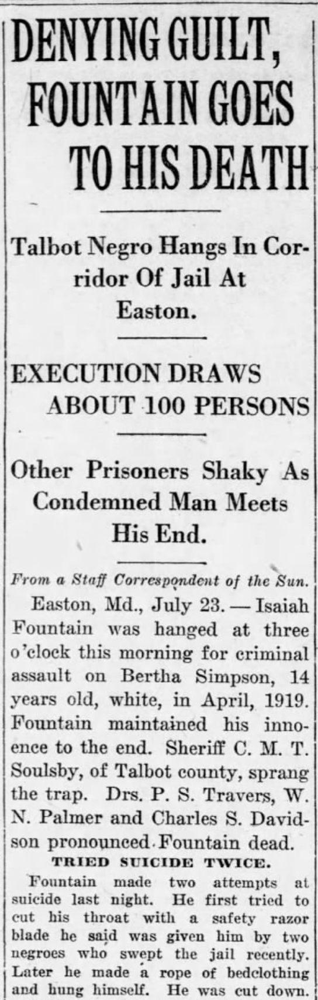 DENYING GUILT,
FOUNTAIN GOES
TO HIS DEATH
Talbot Negro Hangs In Cor-
ridor Of Jail At
Easton.
EXECUTION DRAWS
ABOUT 100 PERSONS
Other Prisoners Shaky As
Condemned Man Meets
His End.
From a Staff Correspondent of the Sun.
Easton, Md., July 23. — Isaiah
Fountain was hanged at three
o'clock this morning for criminal
assault on Bertha Simpson, 14
years old, white, in April, 1919.
Fountain maintained his inno-
ence to the end. Sheriff C. M. T.
Soulsby, of Talbot county, sprang
the trap. Drs. P. S. Travers, W.
N. Palmer and Charles S. David-
son pronounced Fountain dead.
TRIED SUICIDE TWICE.
Fountain made two attempts at
suicide last night. He first tried to
cut his throat with a safety razor
blade he said was given him by two
negroes who swept the jail recently.
Later he made a rope of bedclothing
and hung himself. He was cut down.